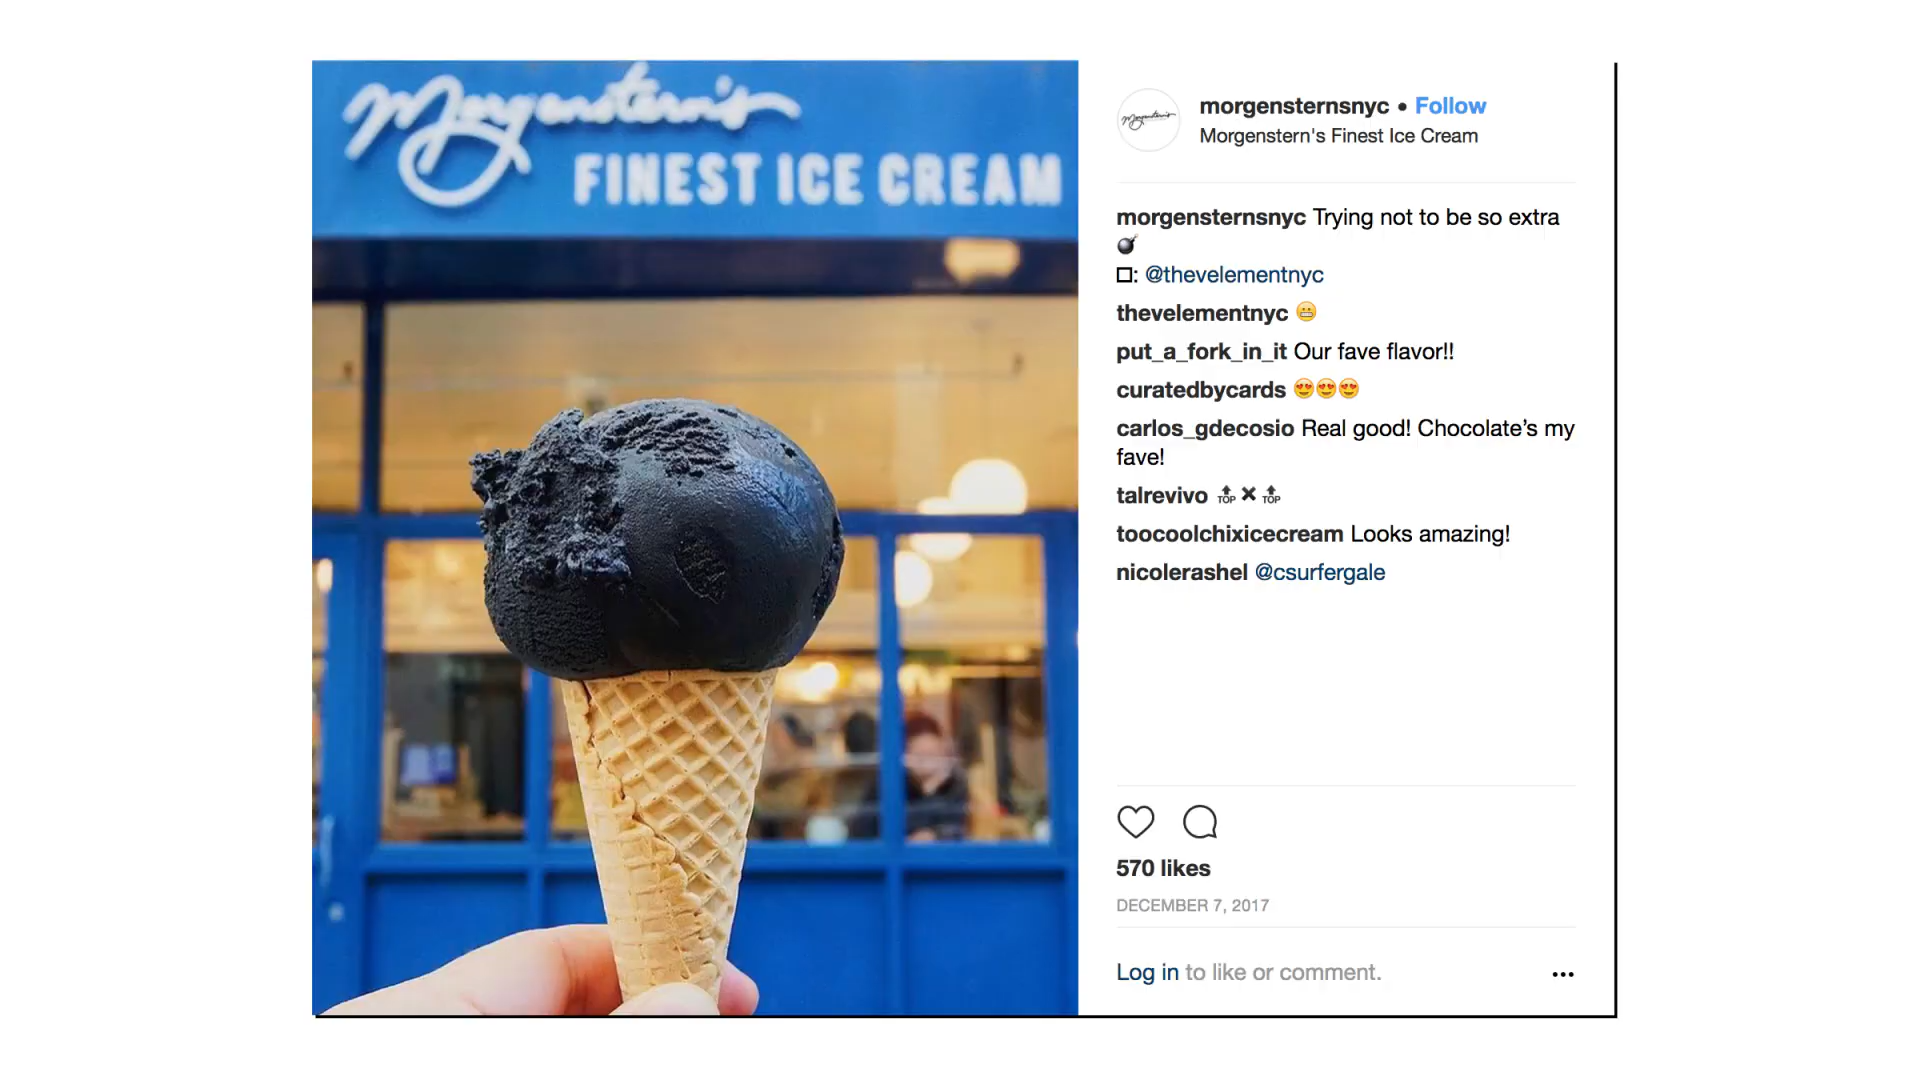 Morgenstern's
FINEST ICE CREAM
Morgenstern's
morgensternsnyc • Follow
Morgenstern's Finest Ice Cream
morgensternsnyc Trying not to be so extra
💣
□: @thevelementnyc
thevelementnyc 😬
put_a_fork_in_it Our fave flavor!!
curatedbycards 😍😍😍
carlos_gdecosio Real good! Chocolate’s my
fave!
talrevivo 🔝✖🔝
toocoolchixicecream Looks amazing!
nicolerashel @csurfergale
570 likes
DECEMBER 7, 2017
Log in to like or comment.